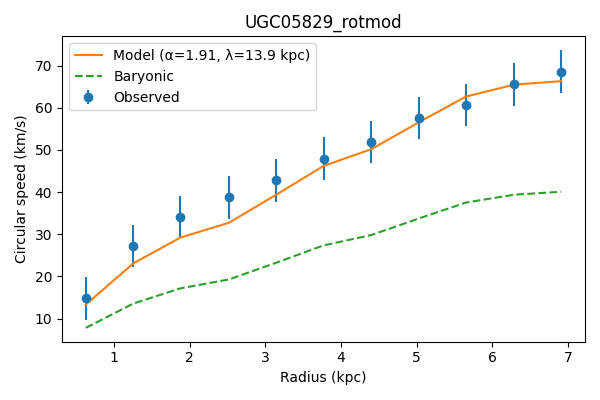 UGC05829_rotmod
Model (α=1.91, λ=13.9 kpc)
Baryonic
Observed
Circular speed (km/s)
70
60
50
40
30
20
10
1 2 3 4 5 6 7
Radius (kpc)